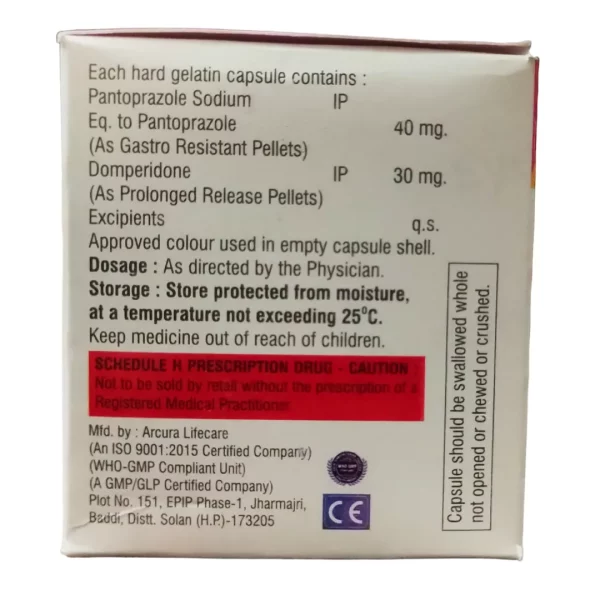 Each hard gelatin capsule contains :
Pantoprazole Sodium IP
Eq. to Pantoprazole 40 mg.
(As Gastro Resistant Pellets)
Domperidone IP 30 mg.
(As Prolonged Release Pellets)
Excipients q.s.
Approved colour used in empty capsule shell.
Dosage : As directed by the Physician.
Storage : Store protected from moisture,
at a temperature not exceeding 25°C.
Keep medicine out of reach of children.
SCHEDULE H PRESCRIPTION DRUG - CAUTION :
Not to be sold by retail without the prescription of a
Registered Medical Practitioner
Mfd. by : Arcura Lifecare
(An ISO 9001:2015 Certified Company)
(WHO-GMP Compliant Unit)
(A GMP/GLP Certified Company)
Plot No. 151, EPIP Phase-1, Jharmajri,
Baddi, Distt. Solan (H.P.)-173205
WHO GMP
CE
Capsule should be swallowed whole
not opened or chewed or crushed.